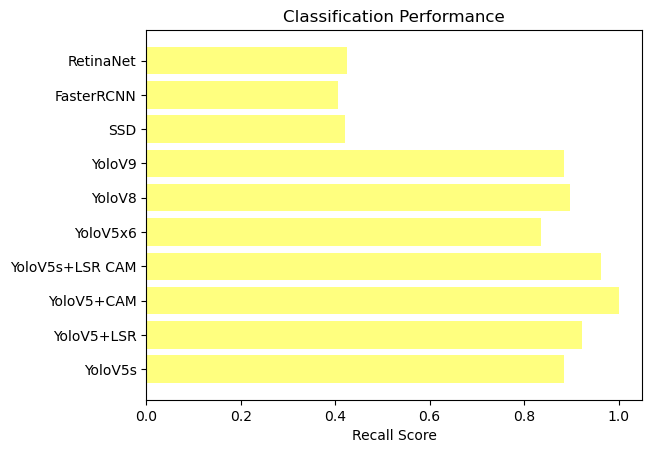 Classification Performance
RetinaNet
FasterRCNN
SSD
YoloV9
YoloV8
YoloV5x6
YoloV5s+LSR CAM
YoloV5+CAM
YoloV5+LSR
YoloV5s
0.0 0.2 0.4 0.6 0.8 1.0
Recall Score